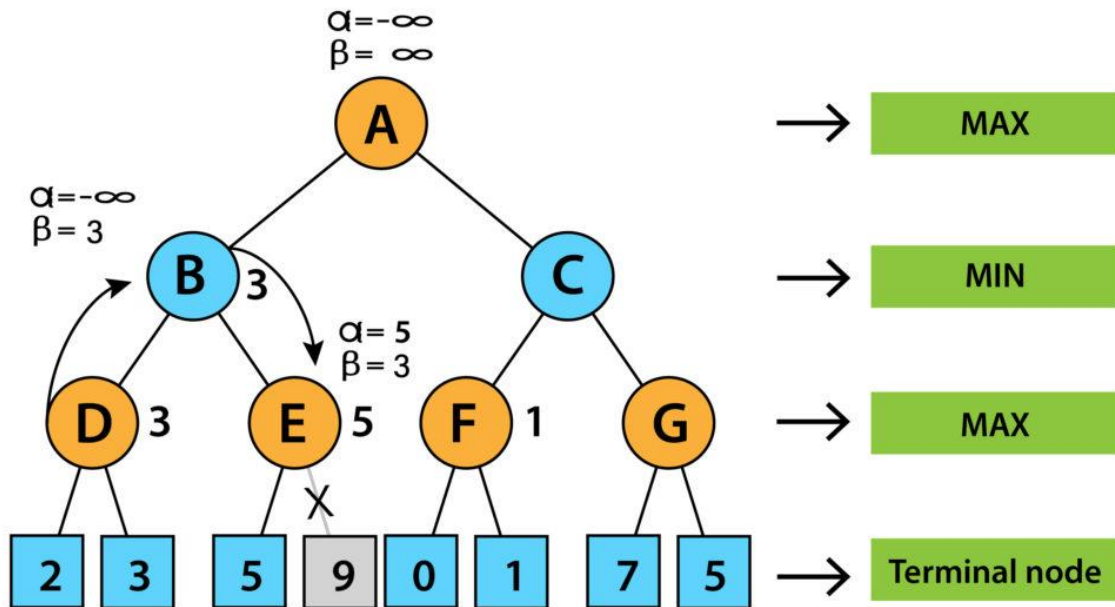 α = -∞
β = ∞
A
MAX
α = -∞
β = 3
B
3
C
MIN
α = 5
β = 3
D
3
E
5
F
1
G
MAX
X
2
3
5
9
0
1
7
5
Terminal node